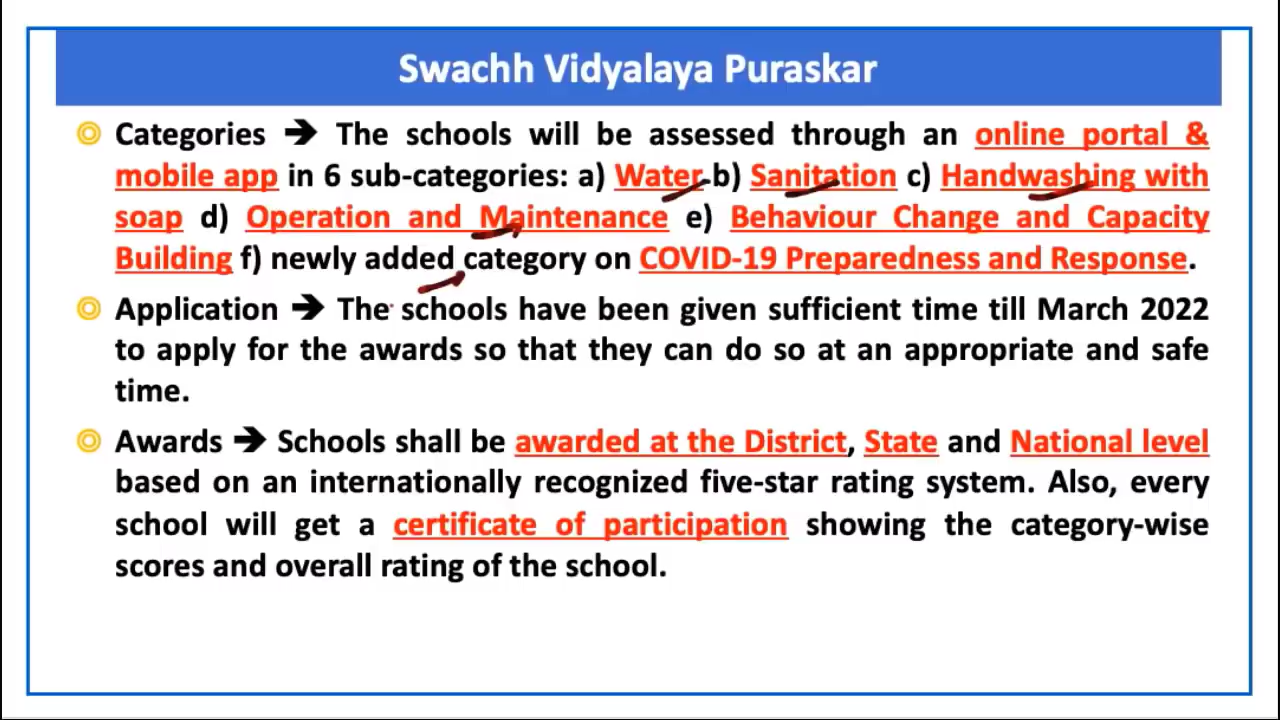 Swachh Vidyalaya Puraskar
Categories ➔ The schools will be assessed through an online portal &
mobile app in 6 sub-categories: a) Water b) Sanitation c) Handwashing with
soap d) Operation and Maintenance e) Behaviour Change and Capacity
Building f) newly added category on COVID-19 Preparedness and Response.
Application ➔ The schools have been given sufficient time till March 2022
to apply for the awards so that they can do so at an appropriate and safe
time.
Awards ➔ Schools shall be awarded at the District, State and National level
based on an internationally recognized five-star rating system. Also, every
school will get a certificate of participation showing the category-wise
scores and overall rating of the school.